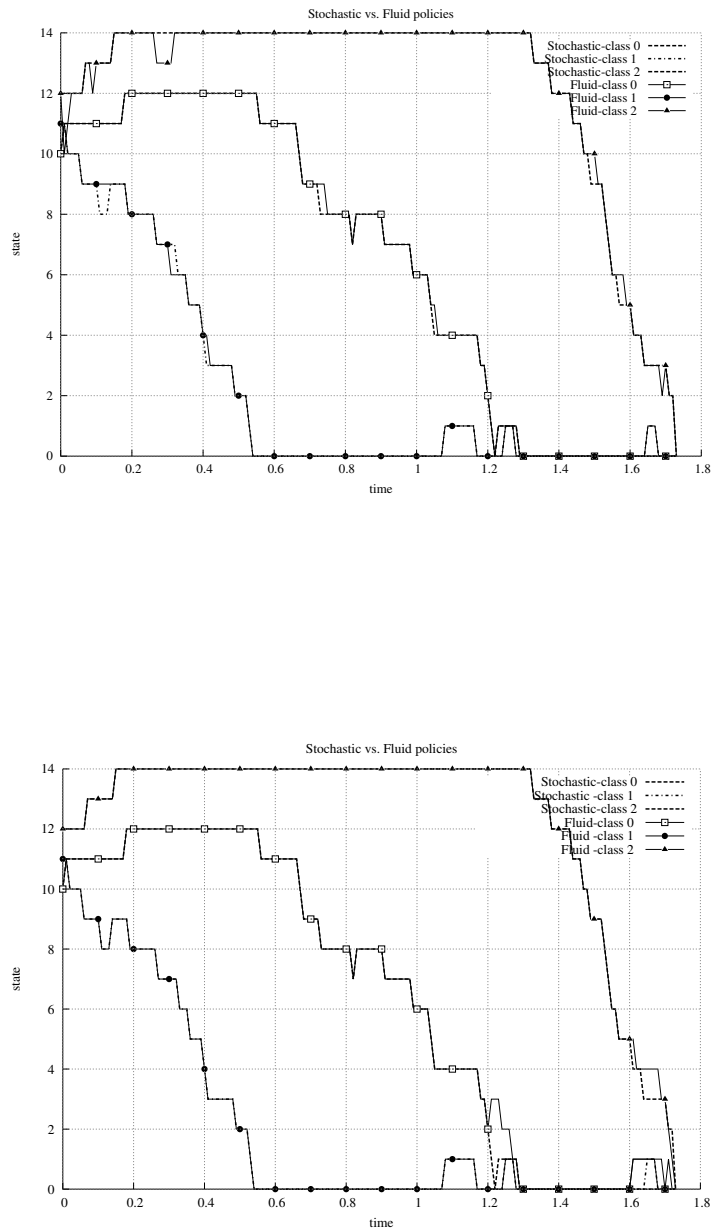 Stochastic vs. Fluid policies
14
12
10
8
6
4
2
0
state
Stochastic-class 0
Stochastic-class 1
Stochastic-class 2
Fluid-class 0
Fluid-class 1
Fluid-class 2
0 0.2 0.4 0.6 0.8 1 1.2 1.4 1.6 1.8
time
Stochastic vs. Fluid policies
14
12
10
8
6
4
2
0
state
Stochastic-class 0
Stochastic -class 1
Stochastic-class 2
Fluid-class 0
Fluid -class 1
Fluid -class 2
0 0.2 0.4 0.6 0.8 1 1.2 1.4 1.6 1.8
time